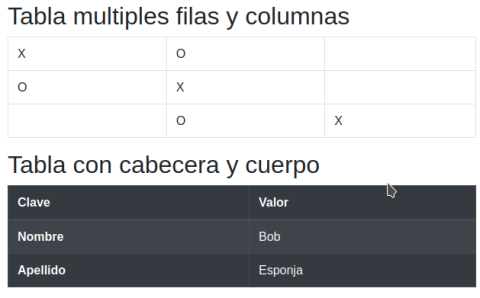 Tabla multiples filas y columnas
X O
O X
O X
Tabla con cabecera y cuerpo
Clave Valor
Nombre Bob
Apellido Esponja